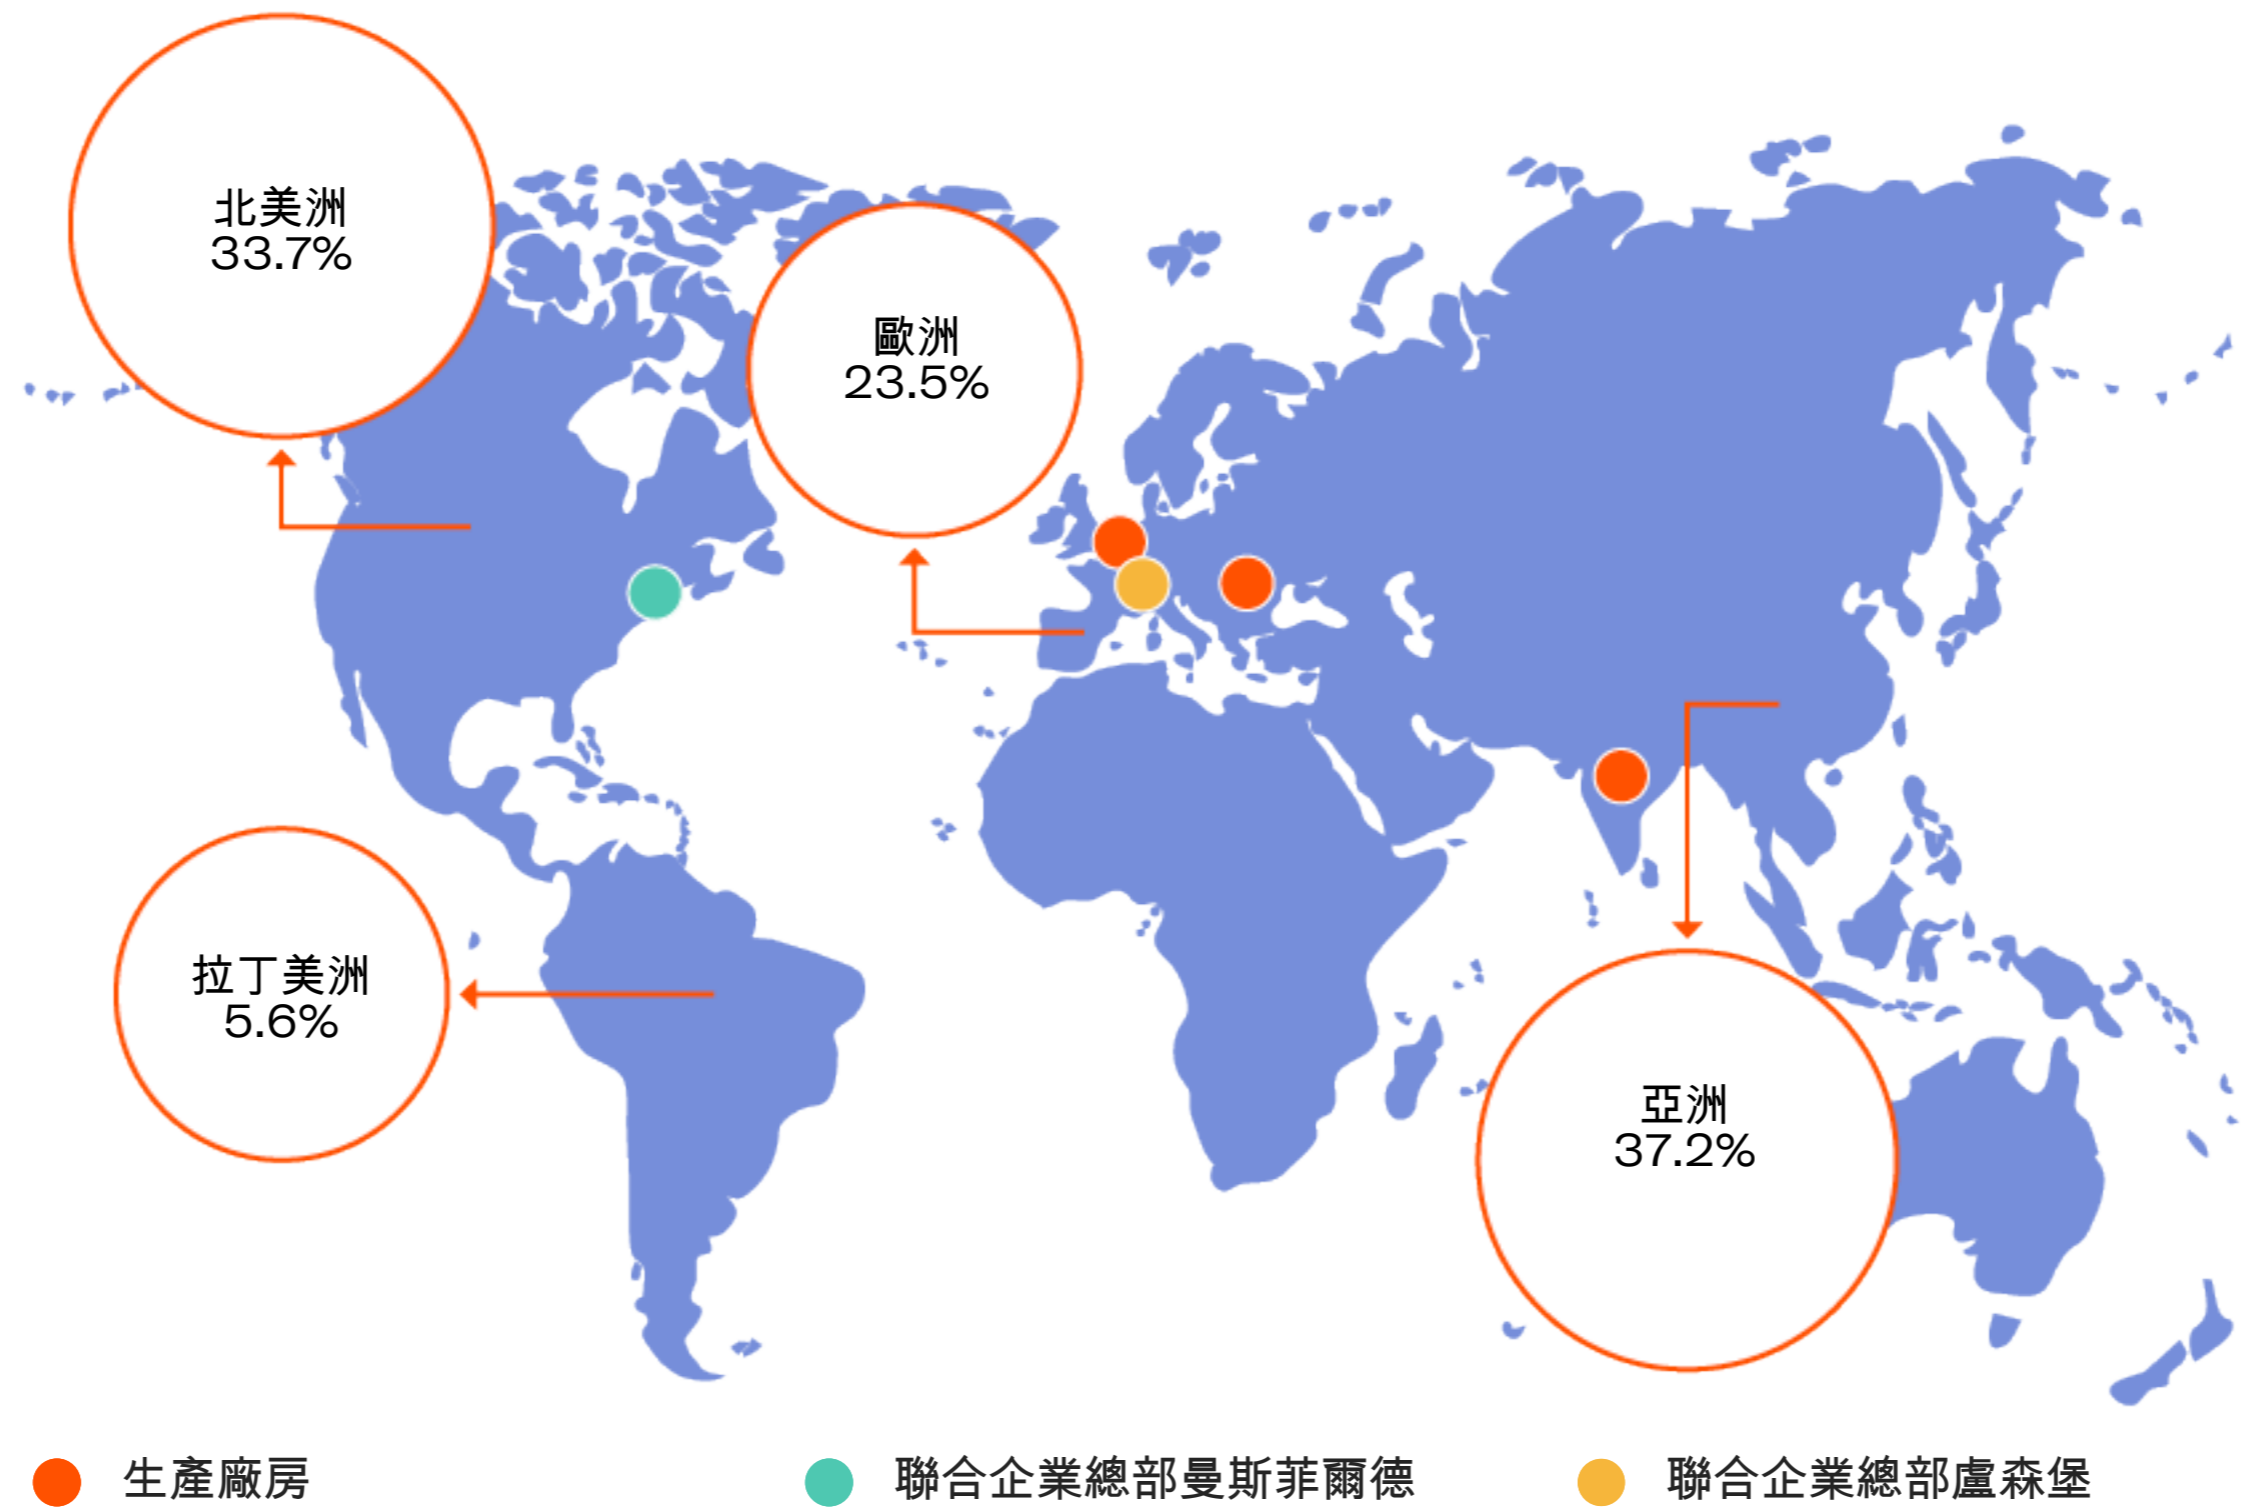 北美洲
33.7%
歐洲
23.5%
拉丁美洲
5.6%
亞洲
37.2%
生產廠房
聯合企業總部曼斯菲爾德
聯合企業總部盧森堡